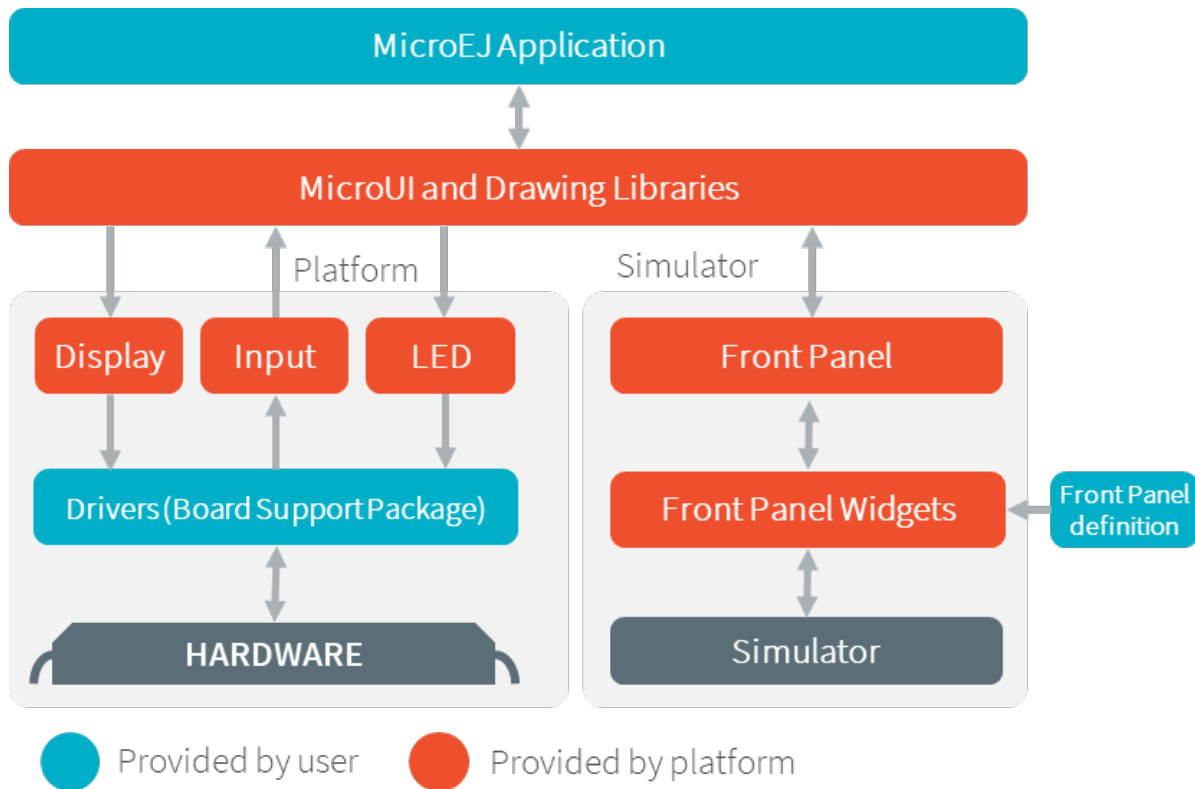 MicroEJ Application
MicroUI and Drawing Libraries
Platform
Simulator
Display
Input
LED
Front Panel
Drivers (Board Support Package)
Front Panel Widgets
Front Panel
definition
HARDWARE
Simulator
Provided by user
Provided by platform